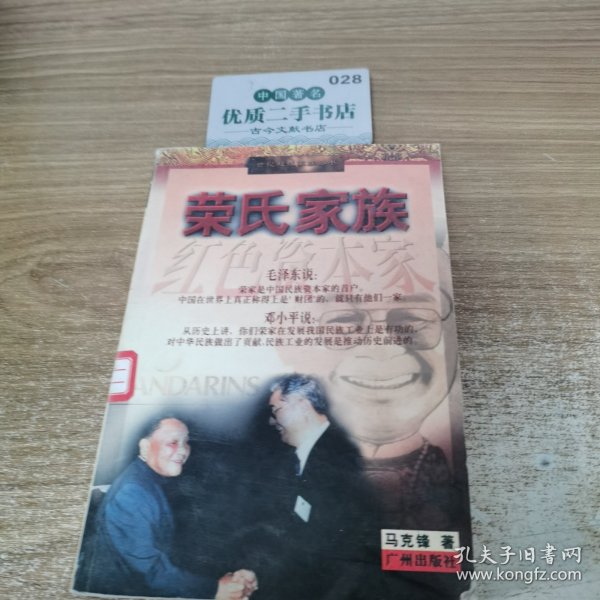 028
中国著名
优质二手书店
古今文献书店
荣氏家族
红色资本家
毛泽东说:
荣家是中国民族资本家的首户。
中国在世界上真正称得上是'财团'的,就只有他们一家。
邓小平说:
从历史上讲,你们荣家在发展我国民族工业上是有功的,
对中华民族做出了贡献,民族工业的发展是推动历史前进的。
ANDARINS
马克锋 著
广州出版社
孔夫子旧书网
www.kongfz.com